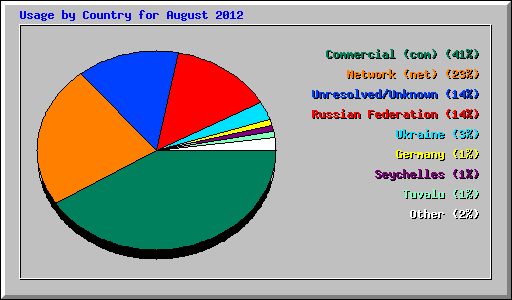 Usage by Country for August 2012
Commercial (com) (41%)
Network (net) (23%)
Unresolved/Unknown (14%)
Russian Federation (14%)
Ukraine (3%)
Germany (1%)
Seychelles (1%)
Tuvalu (1%)
Other (2%)